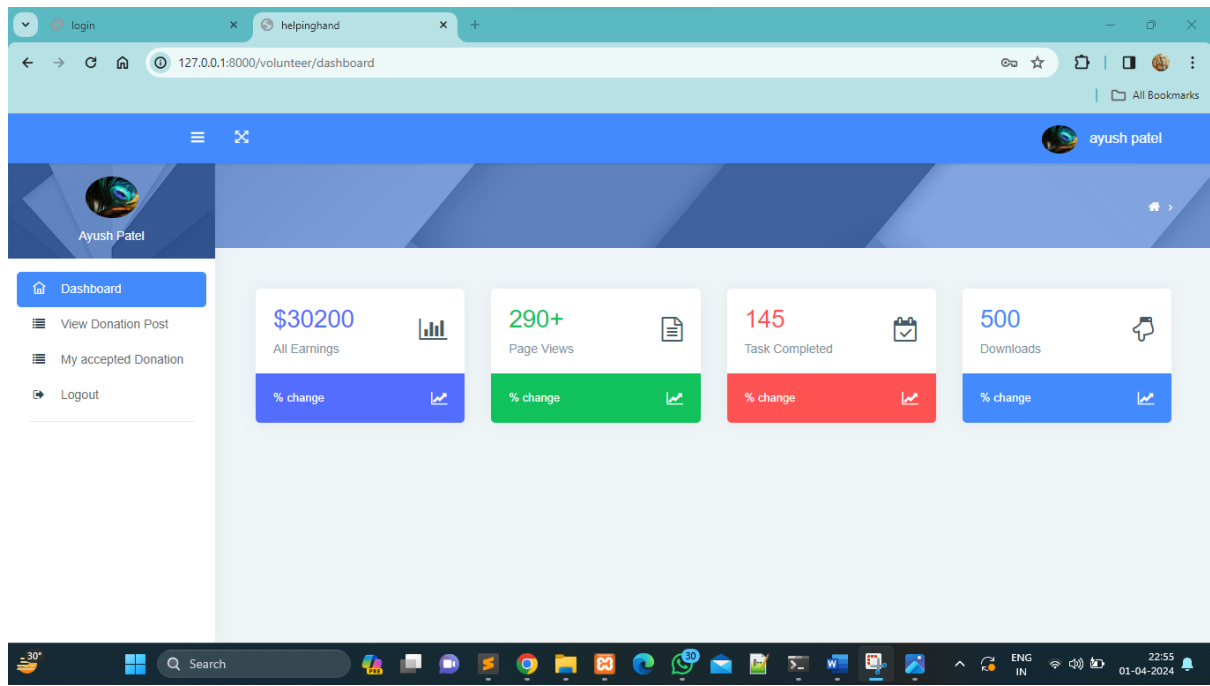 login
helpinghand
127.0.0.1:8000/volunteer/dashboard
All Bookmarks
ayush patel
Ayush Patel
Dashboard
View Donation Post
My accepted Donation
Logout
$30200
All Earnings
% change
290+
Page Views
% change
145
Task Completed
% change
500
Downloads
% change
30°
Search
PRE
30
ENG
IN
22:55
01-04-2024